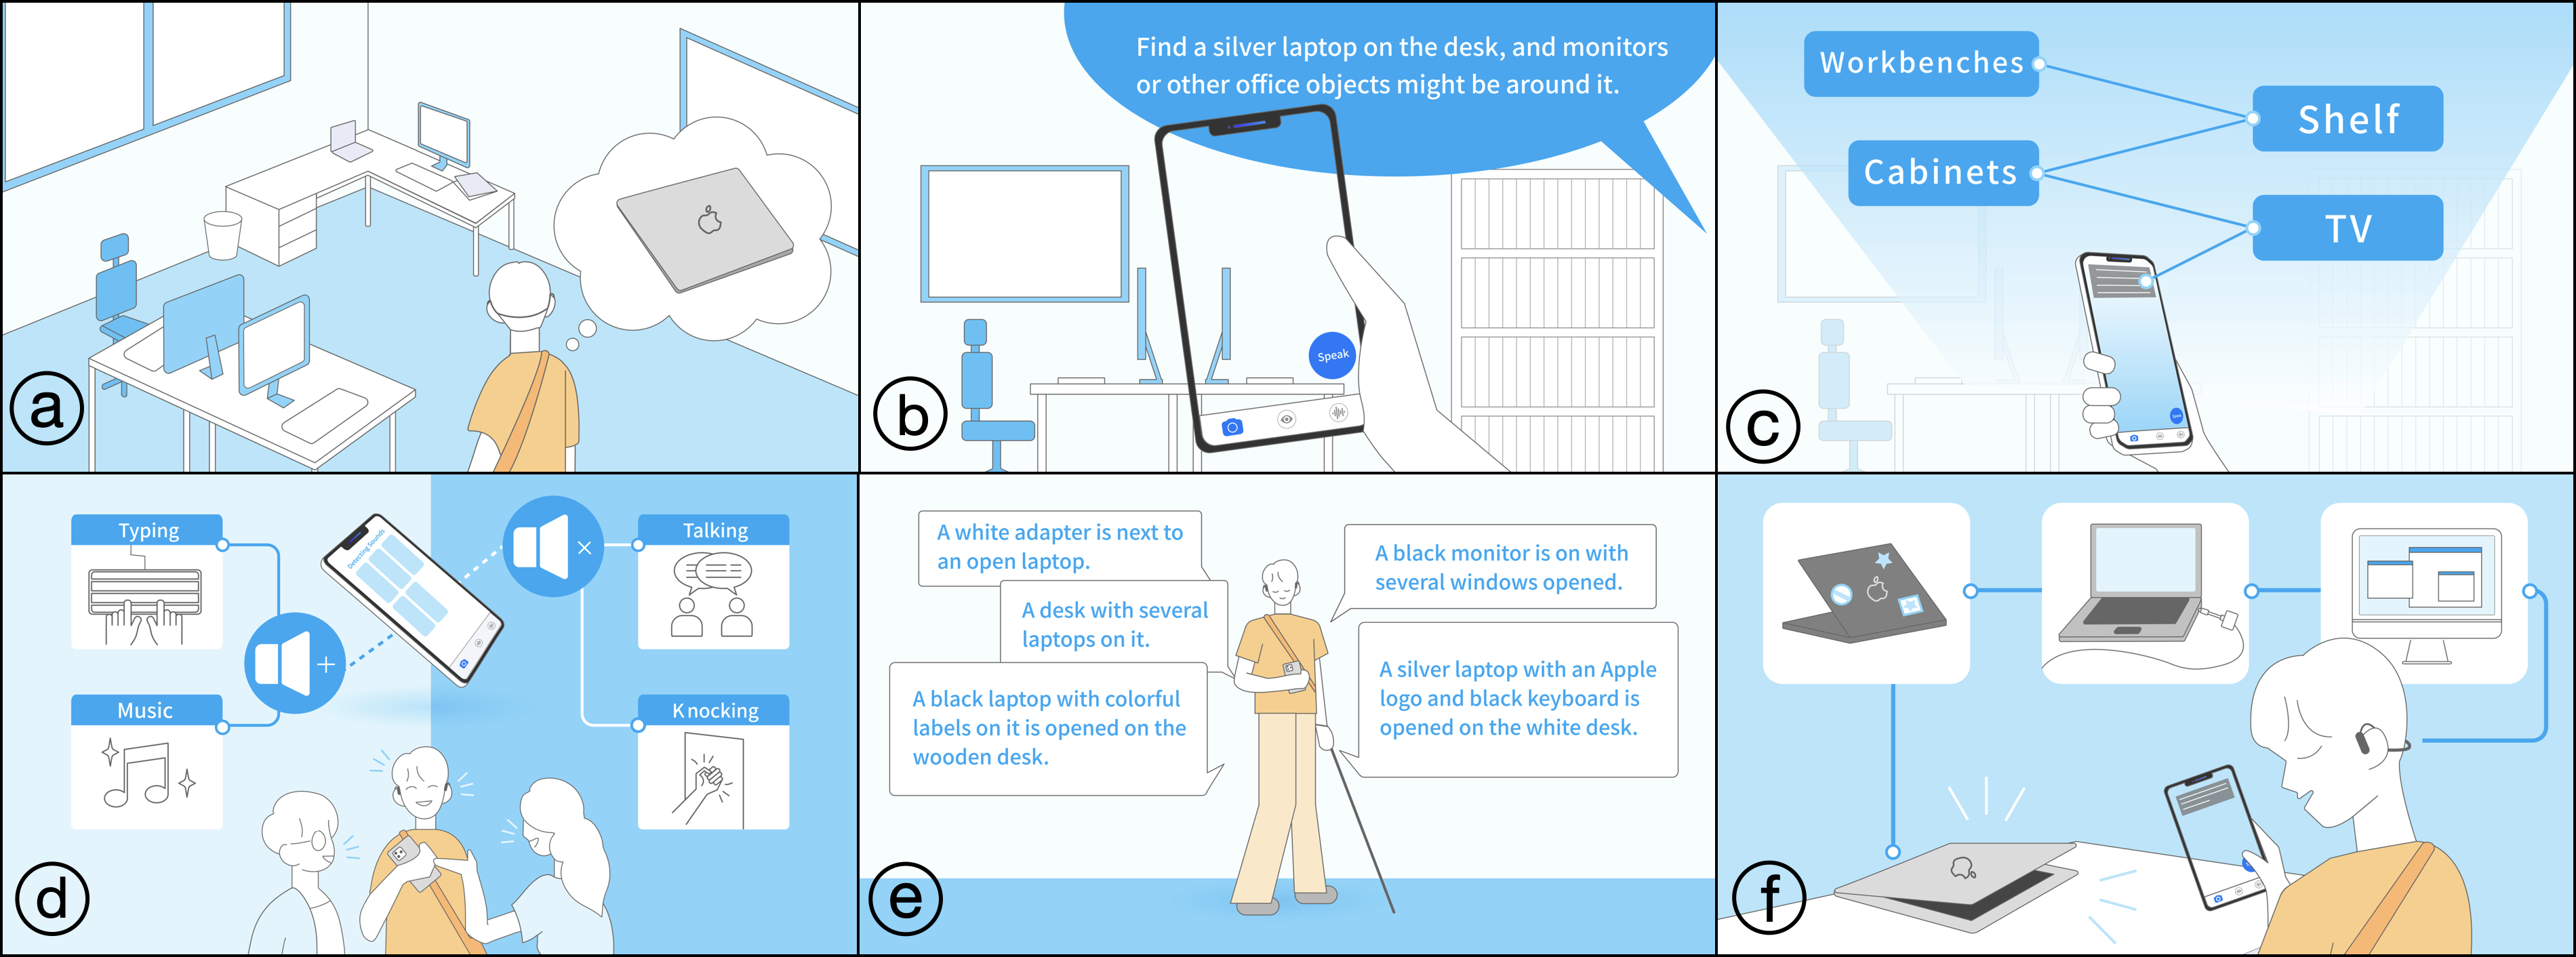 a
Find a silver laptop on the desk, and monitors
or other office objects might be around it.
Speak
b
Workbenches
Shelf
Cabinets
TV
c
Typing
Detecting Sounds
Talking
Music
Knocking
d
A white adapter is next to
an open laptop.
A desk with several
laptops on it.
A black laptop with colorful
labels on it is opened on the
wooden desk.
A black monitor is on with
several windows opened.
A silver laptop with an Apple
logo and black keyboard is
opened on the white desk.
e
f